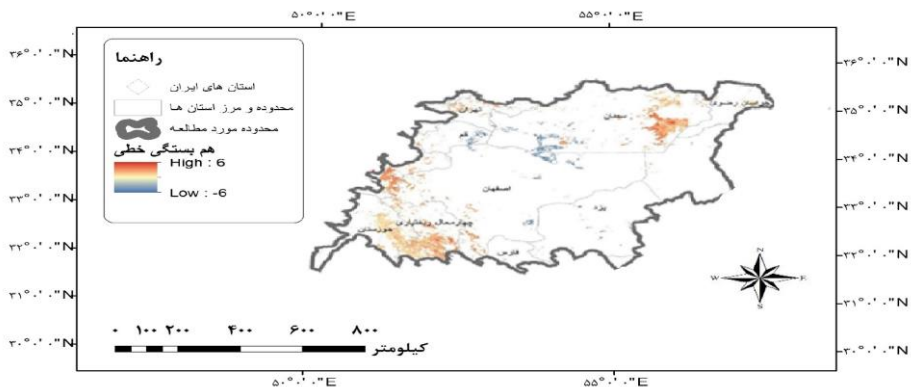 ۵۰°۰'۰"E ۵۵°۰'۰"E
۳۶°۰'۰"N
۳۵°۰'۰"N
۳۴°۰'۰"N
۳۳°۰'۰"N
۳۲°۰'۰"N
۳۱°۰'۰"N
۳۰°۰'۰"N
راهنما
استان های ایران
محدوده و مرز استان ها
محدوده مورد مطالعه
هم بستگی خطی
High : 6
Low : -6
خراسان رضوی
تهران
سمنان
قم
اصفهان
یزد
چهارمحال و بختیاری
خوزستان
فارس
N
W E
S
۰ ۱۰۰ ۲۰۰ ۴۰۰ ۶۰۰ ۸۰۰
کیلومتر
۳۶°۰'۰"N
۳۵°۰'۰"N
۳۴°۰'۰"N
۳۳°۰'۰"N
۳۲°۰'۰"N
۳۱°۰'۰"N
۳۰°۰'۰"N
۵۰°۰'۰"E ۵۵°۰'۰"E